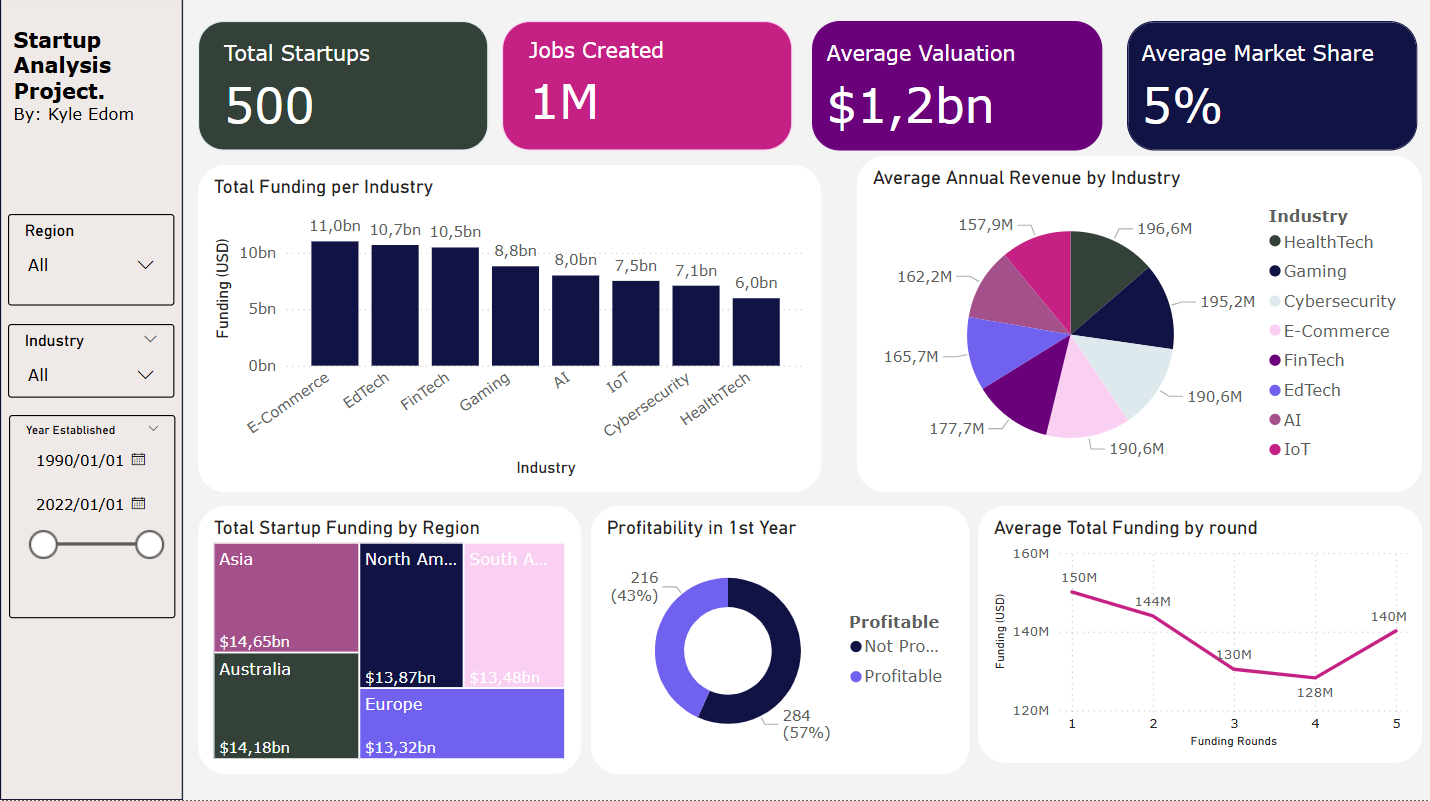 Startup
Analysis
Project.
By: Kyle Edom
Region
All
Industry
All
Year Established
1990/01/01
2022/01/01
Total Startups
500
Jobs Created
1M
Average Valuation
$1,2bn
Average Market Share
5%
Total Funding per Industry
Funding (USD)
10bn
5bn
0bn
11,0bn
10,7bn
10,5bn
8,8bn
8,0bn
7,5bn
7,1bn
6,0bn
E-Commerce
EdTech
FinTech
Gaming
AI
IoT
Cybersecurity
HealthTech
Industry
Average Annual Revenue by Industry
157,9M
196,6M
162,2M
195,2M
165,7M
190,6M
177,7M
190,6M
Industry
HealthTech
Gaming
Cybersecurity
E-Commerce
FinTech
EdTech
AI
IoT
Total Startup Funding by Region
Asia
$14,65bn
Australia
$14,18bn
North Am...
$13,87bn
South A...
$13,48bn
Europe
$13,32bn
Profitability in 1st Year
216
(43%)
284
(57%)
Profitable
Not Pro...
Profitable
Average Total Funding by round
Funding (USD)
160M
140M
120M
150M
144M
130M
128M
140M
1
2
3
4
5
Funding Rounds